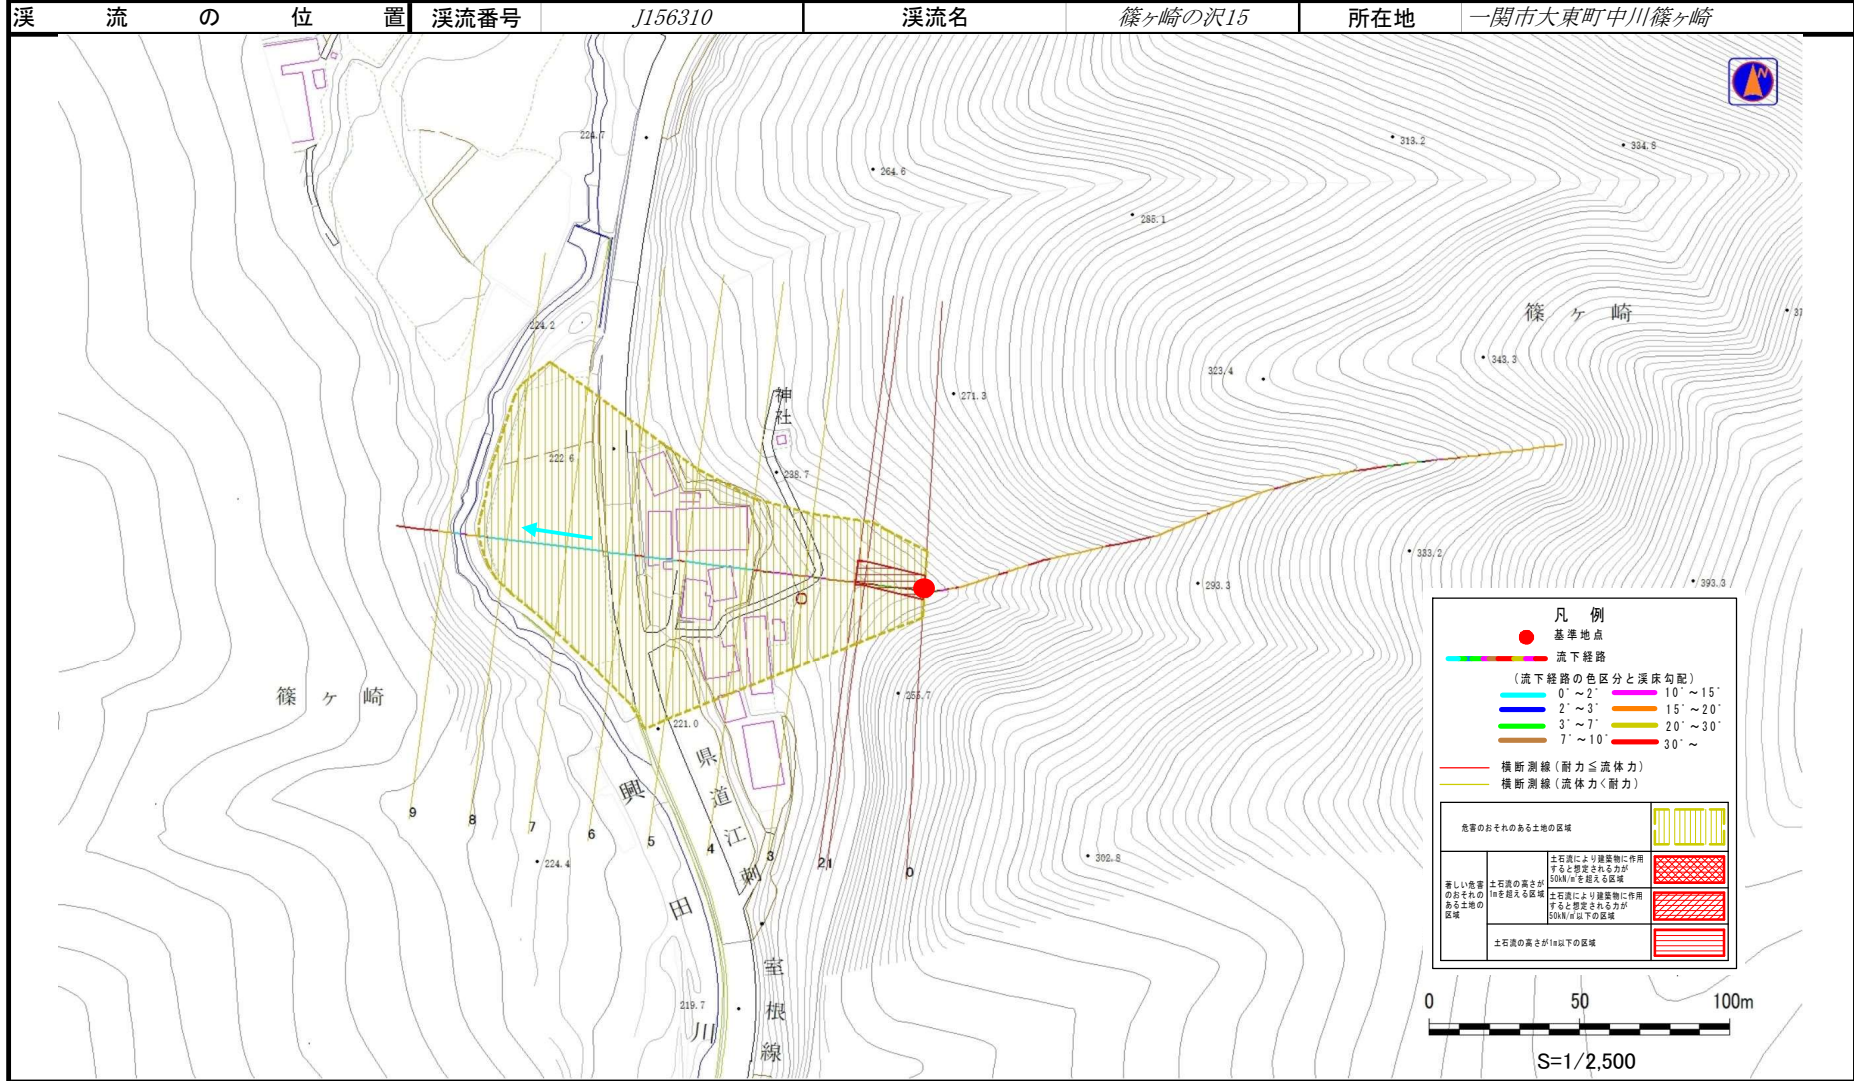 渓流の位置 渓流番号 J156310 渓流名 篠ヶ崎の沢15 所在地 一関市大東町中川篠ヶ崎
N
224.7
313.2
334.8
264.6
285.1
篠ヶ崎
224.2
343.3
323.4
271.3
神社
222.6
238.7
333.2
293.3
393.3
篠ヶ崎
255.7
221.0
県道江刺室根線
興田川
224.4
302.8
219.7
9 8 7 6 5 4 3 21 0
凡 例
基準地点
流下経路
(流下経路の色区分と渓床勾配)
0°~2° 10°~15°
2°~3° 15°~20°
3°~7° 20°~30°
7°~10° 30°~
横断測線(耐力≦流体力)
横断測線(流体力<耐力)
危害のおそれのある土地の区域
著しい危害
のおそれの
ある土地の
区域
土石流の高さが
1mを超える区域
土石流により建築物に作用
すると想定される力が
50kN/㎡を超える区域
土石流により建築物に作用
すると想定される力が
50kN/㎡以下の区域
土石流の高さが1m以下の区域
0 50 100m
S=1/2,500